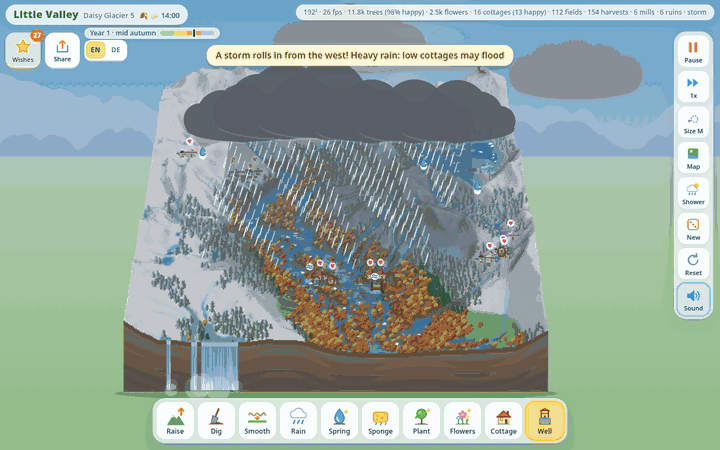 Little Valley Daisy Glacier 5 14:00
192² · 26 fps · 11.8k trees (98% happy) · 2.5k flowers · 16 cottages (13 happy) · 112 fields · 154 harvests · 6 mills · 6 ruins · storm
27
Wishes
Share
Year 1 · mid autumn
EN DE
A storm rolls in from the west! Heavy rain: low cottages may flood
Pause
1x
Size M
Map
Shower
New
Reset
Sound
Raise Dig Smooth Rain Spring Sponge Plant Flowers Cottage Well